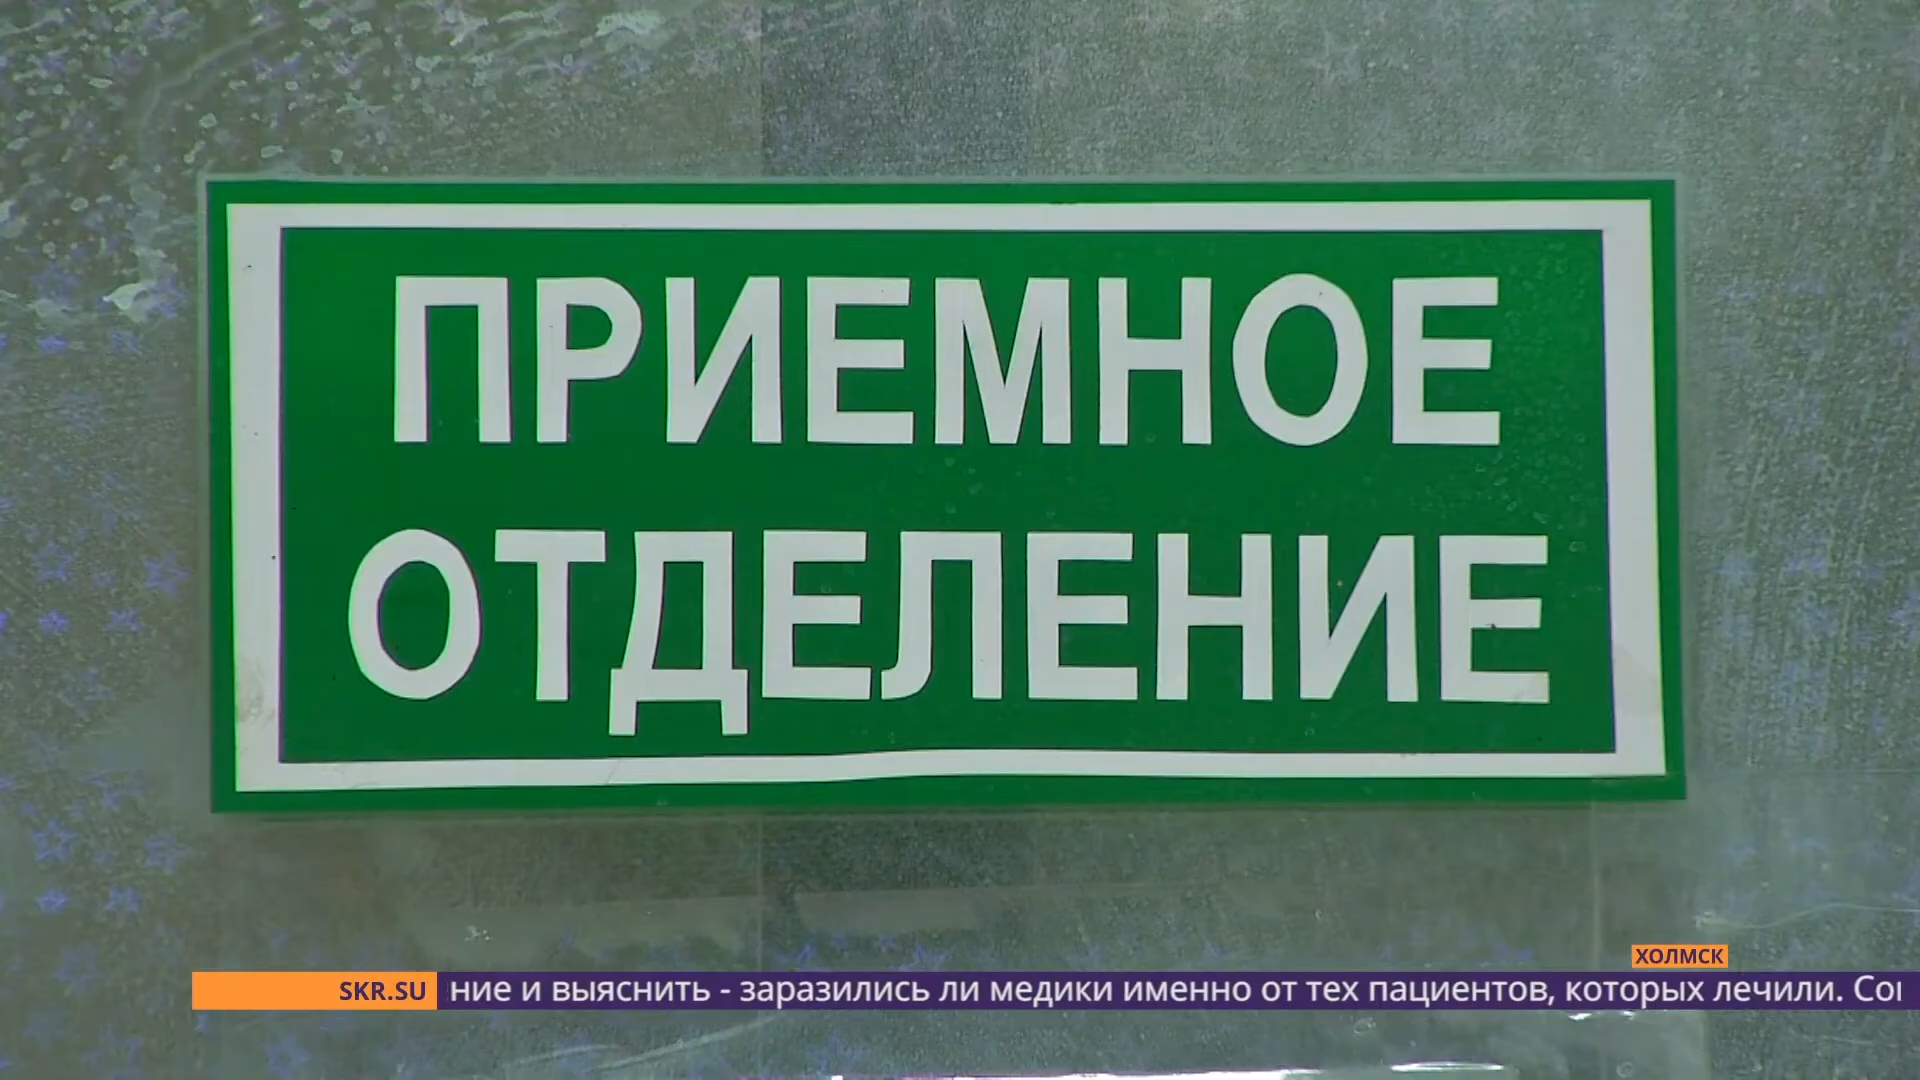 ПРИЕМНОЕ
ОТДЕЛЕНИЕ
ХОЛМСК
SKR.SU
ние и выяснить - заразились ли медики именно от тех пациентов, которых лечили.